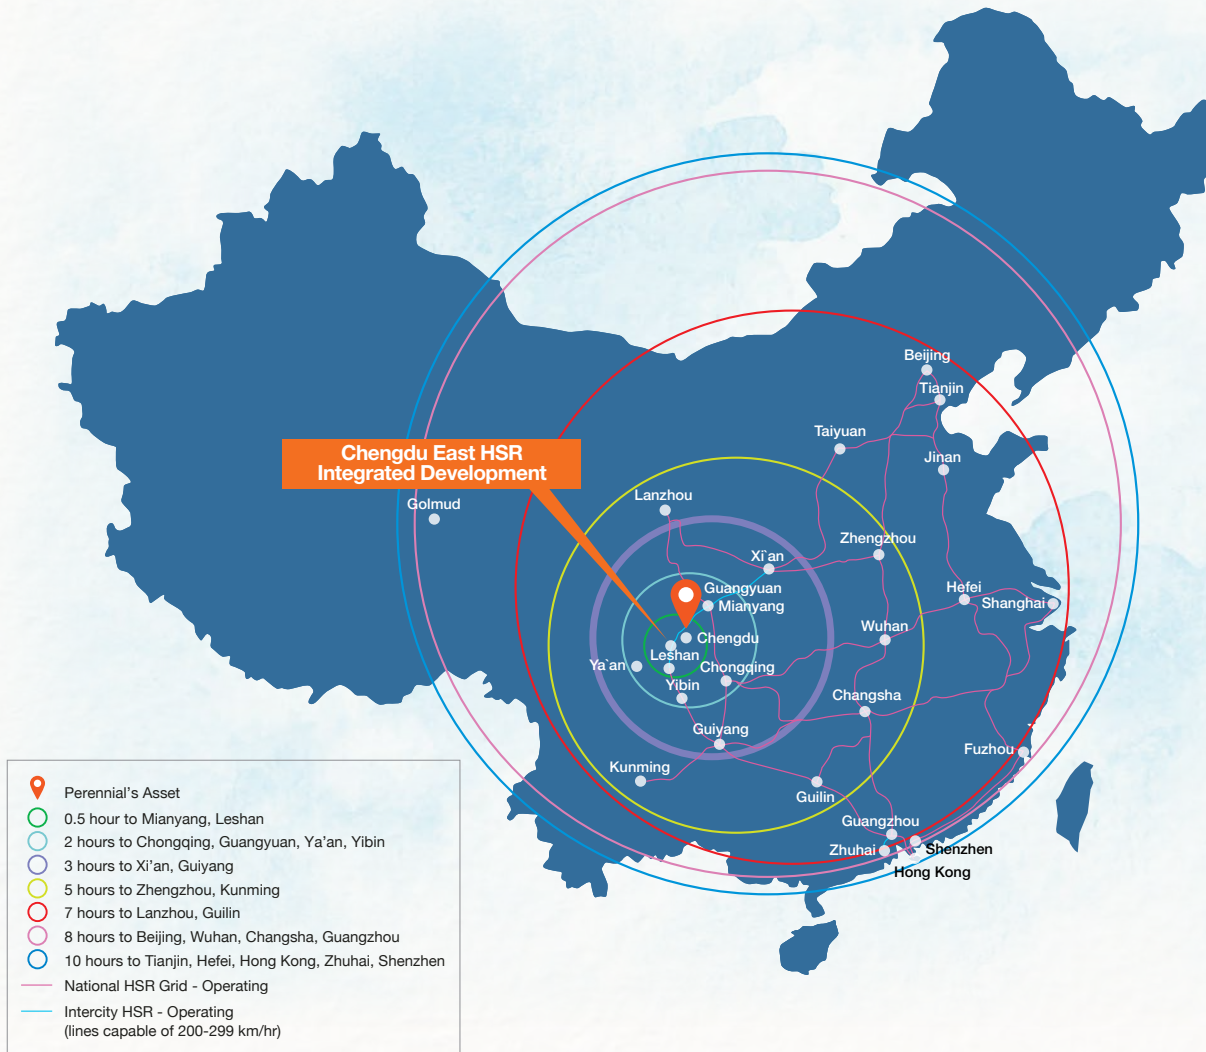 Beijing
Tianjin
Taiyuan
Chengdu East HSR
Integrated Development
Jinan
Golmud
Lanzhou
Zhengzhou
Xi`an
Guangyuan
Mianyang
Hefei
Shanghai
Chengdu
Wuhan
Leshan
Ya`an
Chongqing
Yibin
Changsha
Guiyang
Fuzhou
Kunming
Guilin
Guangzhou
Zhuhai
Shenzhen
Hong Kong
Perennial’s Asset
0.5 hour to Mianyang, Leshan
2 hours to Chongqing, Guangyuan, Ya’an, Yibin
3 hours to Xi’an, Guiyang
5 hours to Zhengzhou, Kunming
7 hours to Lanzhou, Guilin
8 hours to Beijing, Wuhan, Changsha, Guangzhou
10 hours to Tianjin, Hefei, Hong Kong, Zhuhai, Shenzhen
National HSR Grid - Operating
Intercity HSR - Operating
(lines capable of 200-299 km/hr)